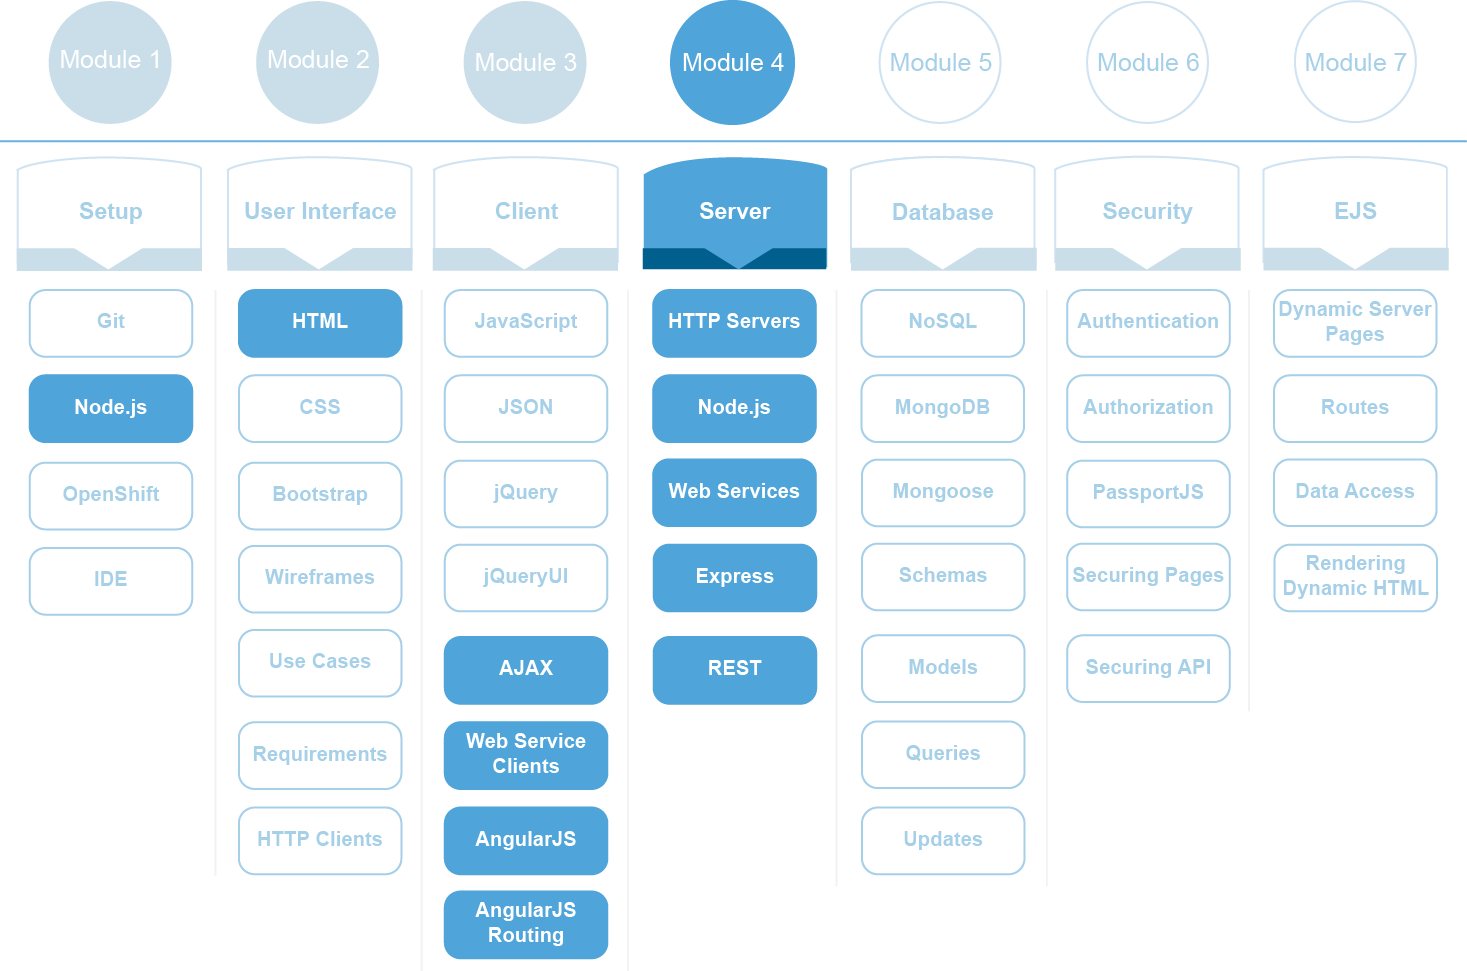 Module 1
Module 2
Module 3
Module 4
Module 5
Module 6
Module 7
Setup
User Interface
Client
Server
Database
Security
EJS
Git
Node.js
OpenShift
IDE
HTML
CSS
Bootstrap
Wireframes
Use Cases
Requirements
HTTP Clients
JavaScript
JSON
jQuery
jQueryUI
AJAX
Web Service
Clients
AngularJS
AngularJS
Routing
HTTP Servers
Node.js
Web Services
Express
REST
NoSQL
MongoDB
Mongoose
Schemas
Models
Queries
Updates
Authentication
Authorization
PassportJS
Securing Pages
Securing API
Dynamic Server
Pages
Routes
Data Access
Rendering
Dynamic HTML